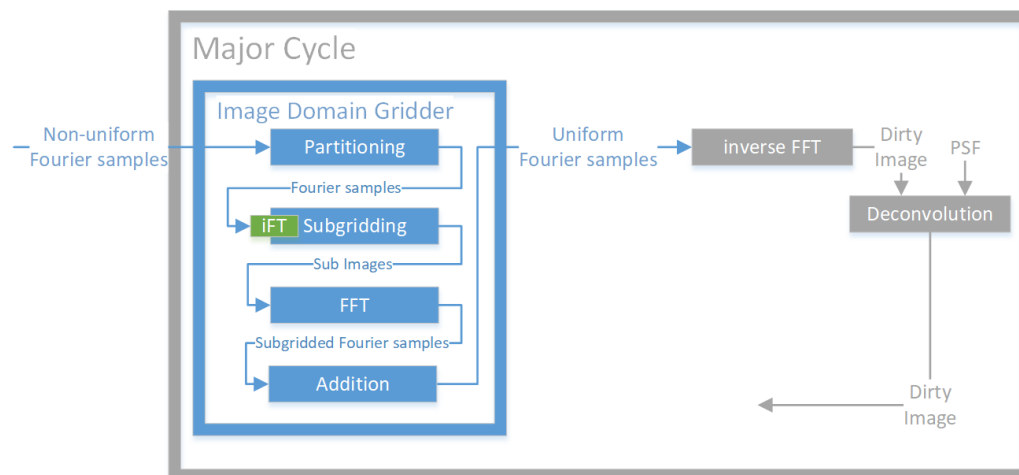 Major Cycle
Image Domain Gridder
Non-uniform
Fourier samples
Partitioning
Fourier samples
iFT
Subgridding
Sub Images
FFT
Subgridded Fourier samples
Addition
Uniform
Fourier samples
inverse FFT
Dirty
Image
PSF
Deconvolution
Dirty
Image